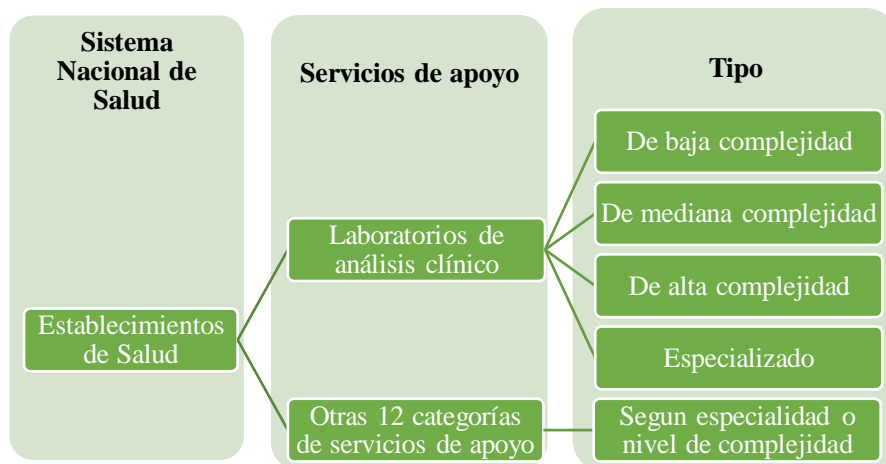 Sistema
Nacional de
Salud
Servicios de apoyo
Tipo
De baja complejidad
De mediana complejidad
Laboratorios de
análisis clínico
De alta complejidad
Establecimientos
de Salud
Especializado
Otras 12 categorías
de servicios de apoyo
Segun especialidad o
nivel de complejidad